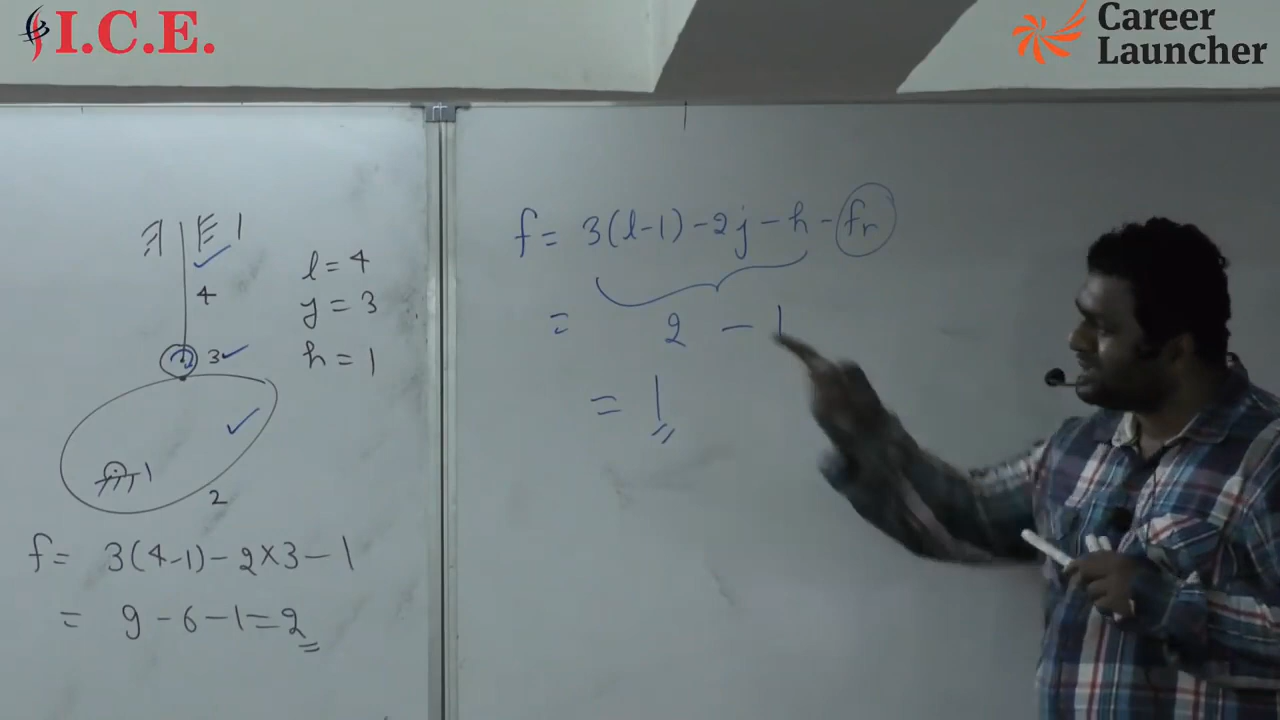 I.C.E.
Career
Launcher
1
4
3
1
2
l = 4
y = 3
h = 1
f = 3(4-1) - 2×3 - 1
= 9 - 6 - 1 = 2
f = 3(l-1) - 2j - h - fr
= 2 - 1
= 1